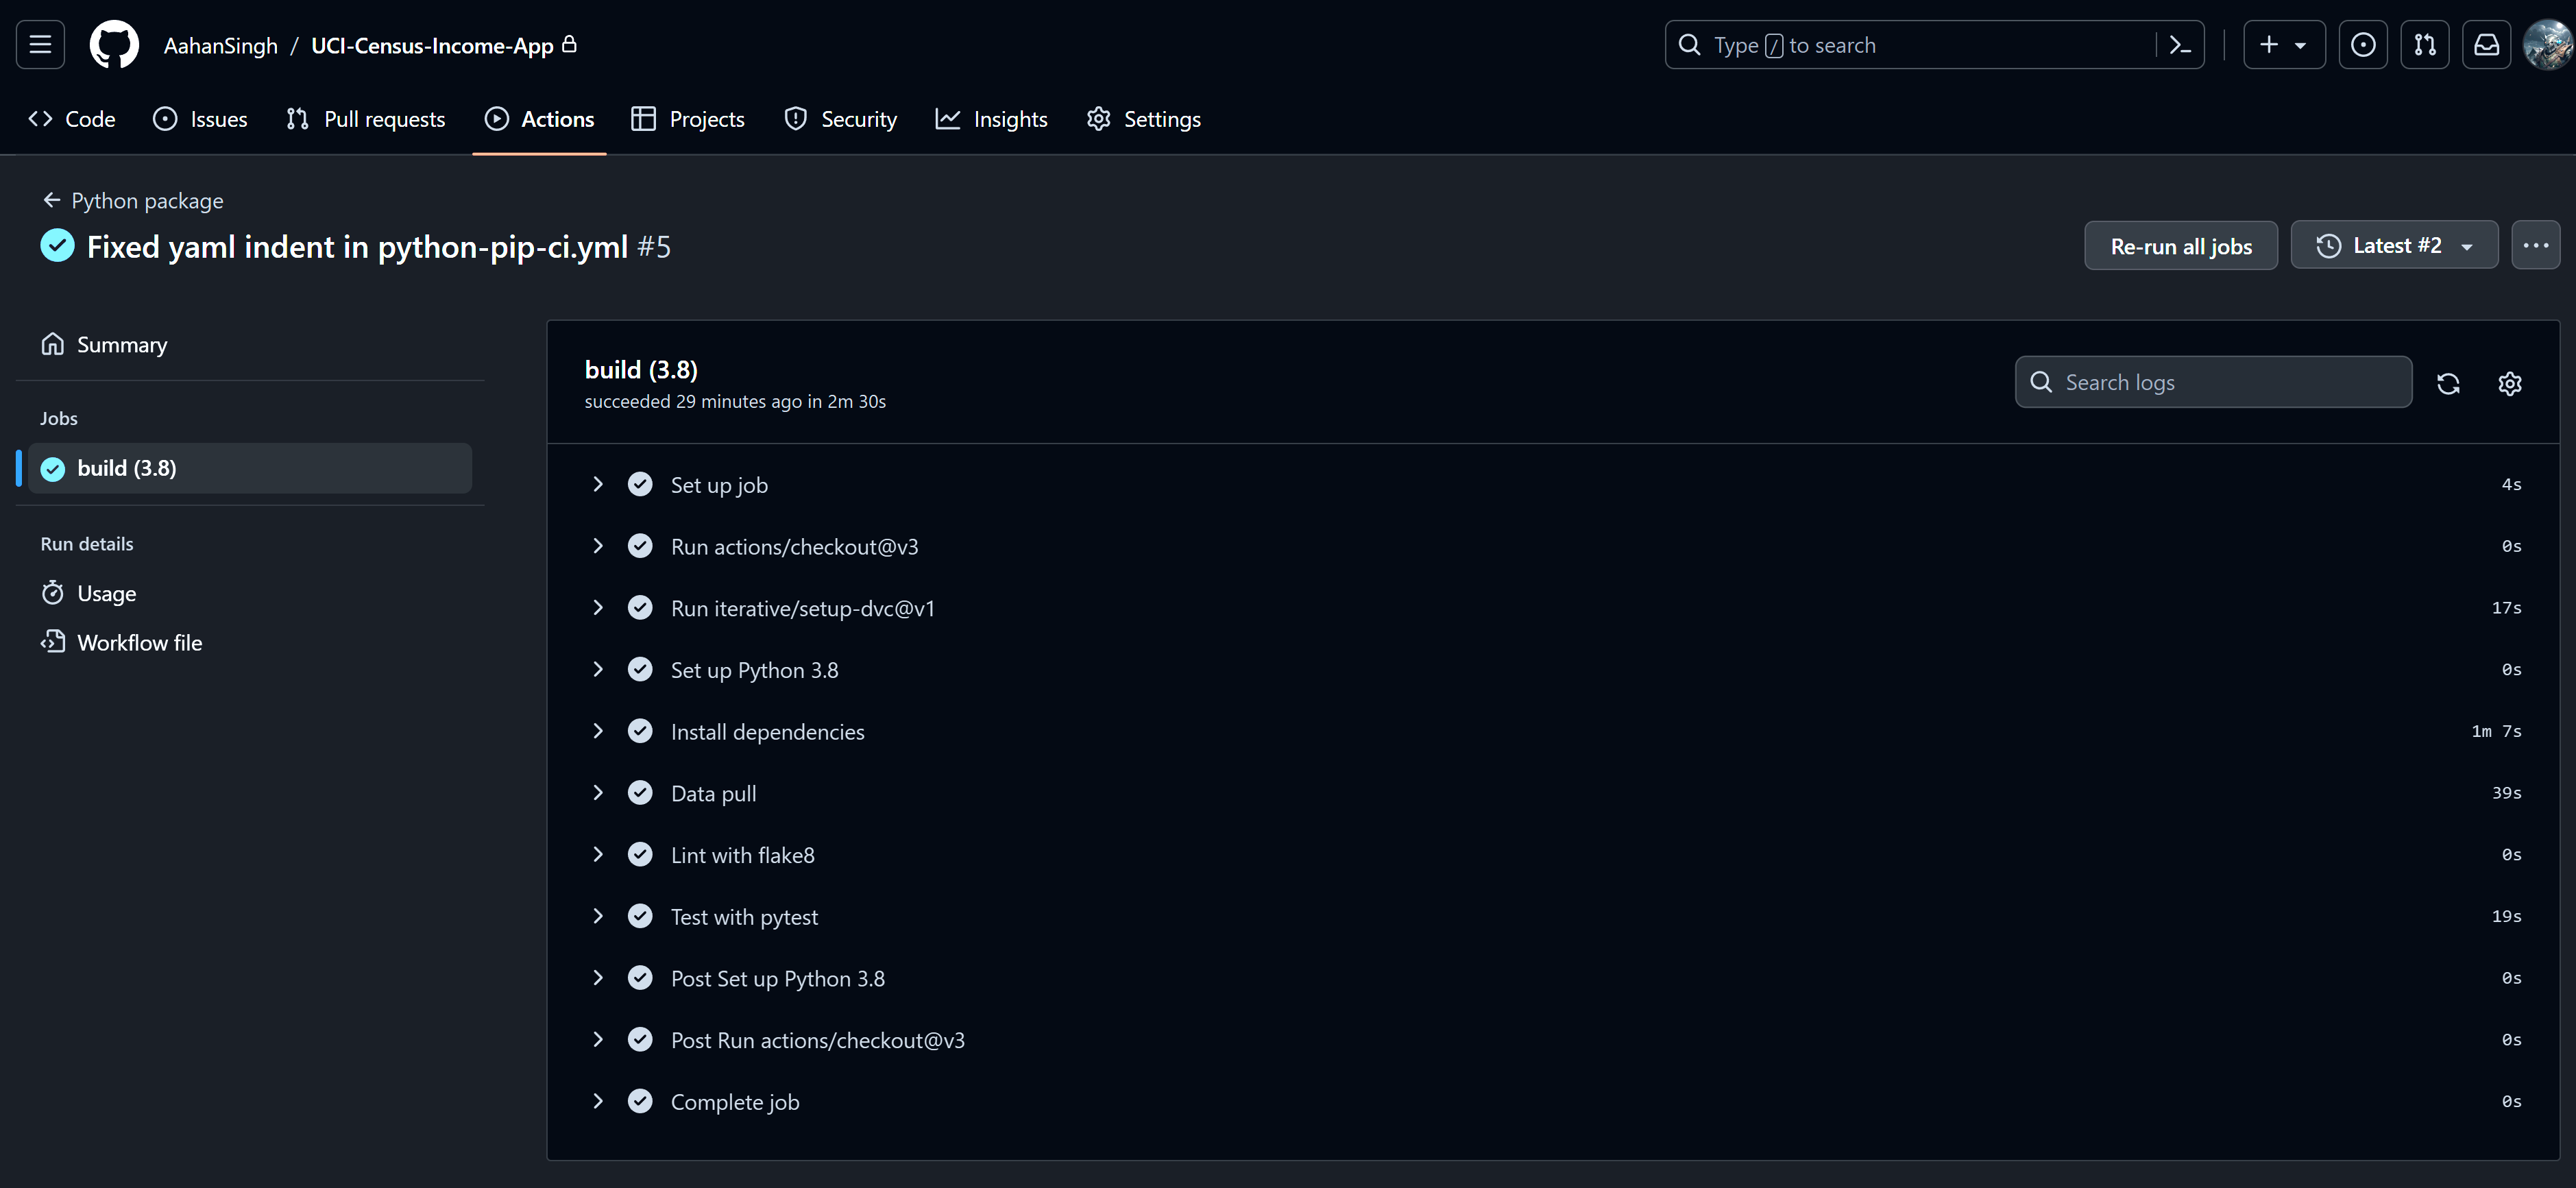 AahanSingh / UCI-Census-Income-App
Type / to search
Code
Issues
Pull requests
Actions
Projects
Security
Insights
Settings
Python package
Fixed yaml indent in python-pip-ci.yml #5
Re-run all jobs
Latest #2
Summary
Jobs
build (3.8)
Run details
Usage
Workflow file
build (3.8)
succeeded 29 minutes ago in 2m 30s
Search logs
Set up job 4s
Run actions/checkout@v3 0s
Run iterative/setup-dvc@v1 17s
Set up Python 3.8 0s
Install dependencies 1m 7s
Data pull 39s
Lint with flake8 0s
Test with pytest 19s
Post Set up Python 3.8 0s
Post Run actions/checkout@v3 0s
Complete job 0s